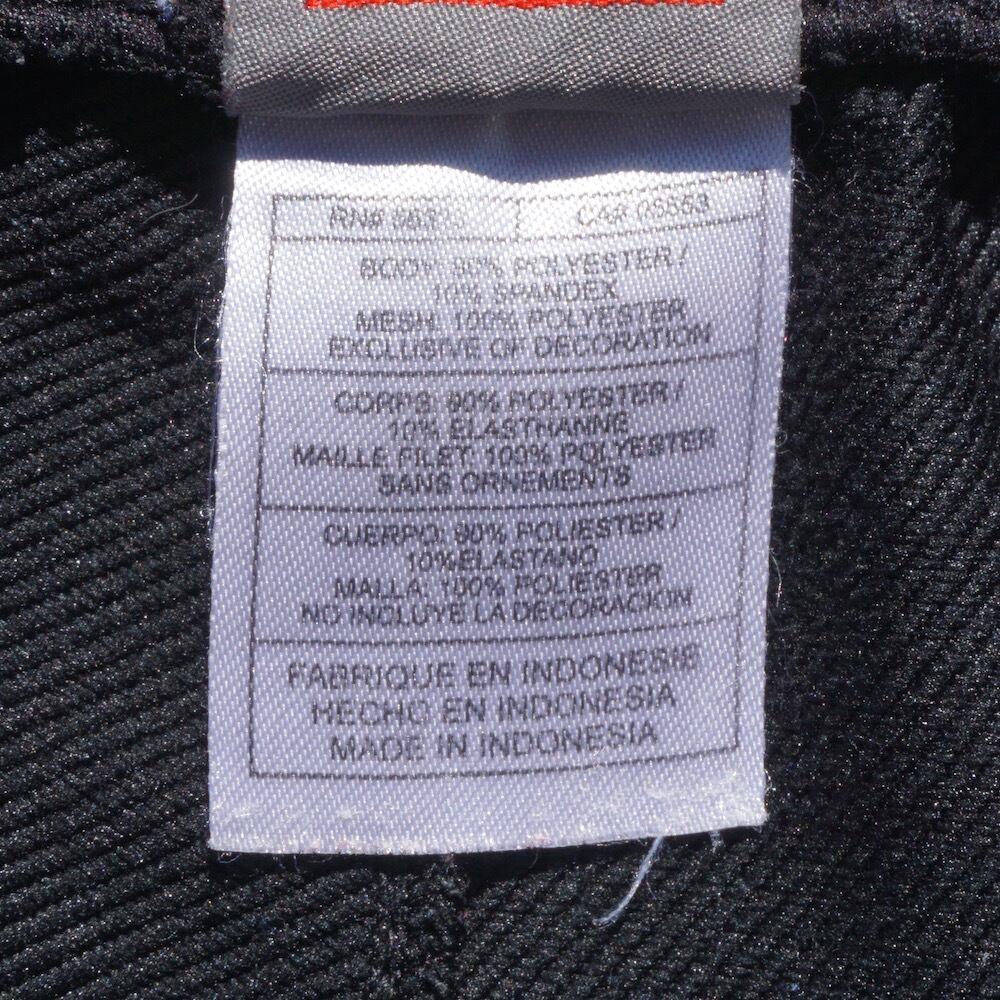 RN# CA# 05553
BODY: 90% POLYESTER /
10% SPANDEX
MESH: 100% POLYESTER
EXCLUSIVE OF DECORATION
CORPS: 90% POLYESTER /
10% ELASTHANNE
MAILLE FILET: 100% POLYESTER
SANS ORNEMENTS
CUERPO: 90% POLIESTER /
10%ELASTANO
MALLA: 100% POLIESTER
NO INCLUYE LA DECORACION
FABRIQUE EN INDONESIE
HECHO EN INDONESIA
MADE IN INDONESIA